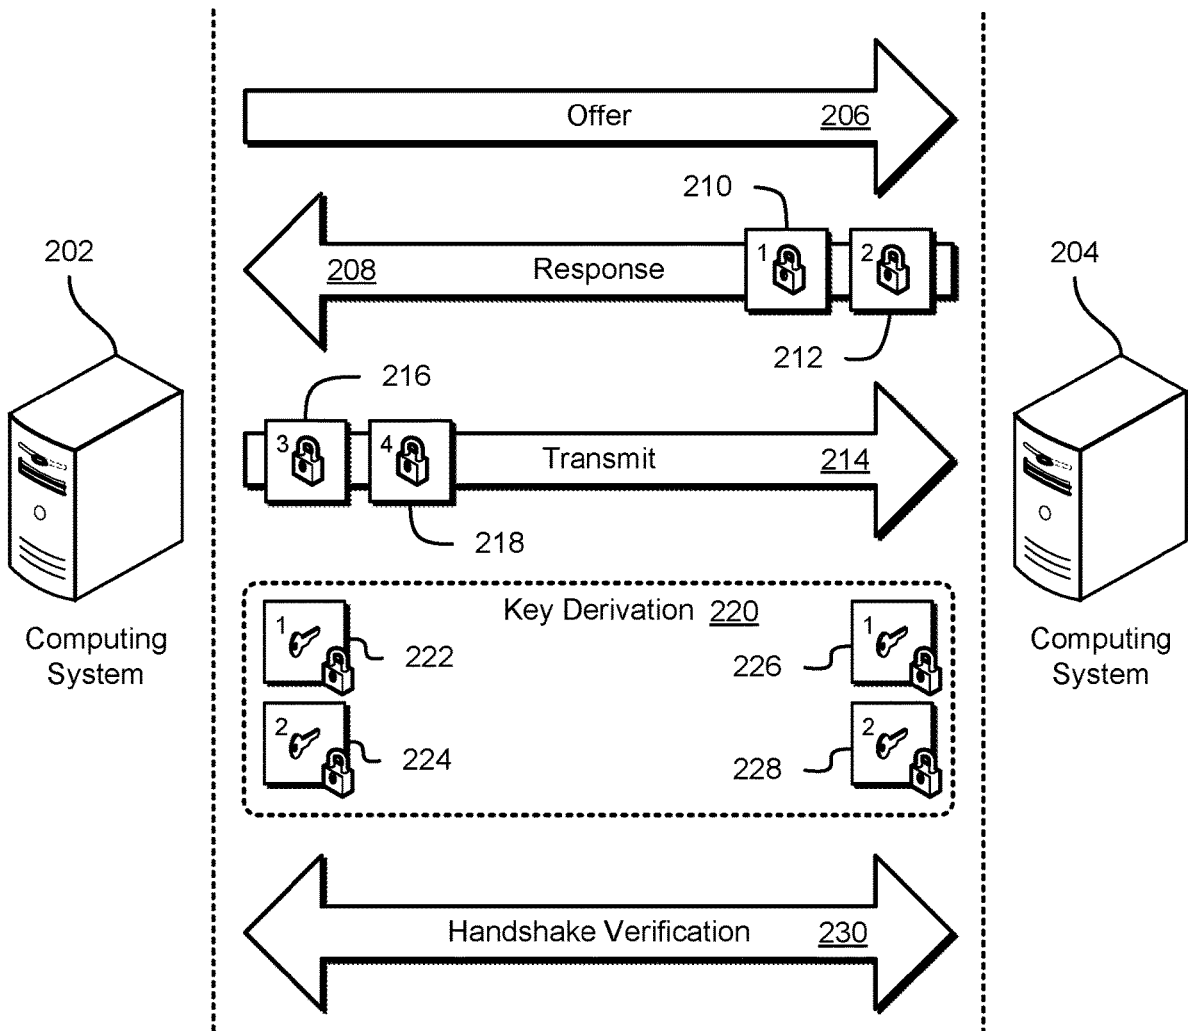 Offer 206
210
202
208 Response 1 2
204
212
216
3 4 Transmit 214
218
Key Derivation 220
1 222
1 226
2 224
2 228
Computing
System
Computing
System
Handshake Verification 230